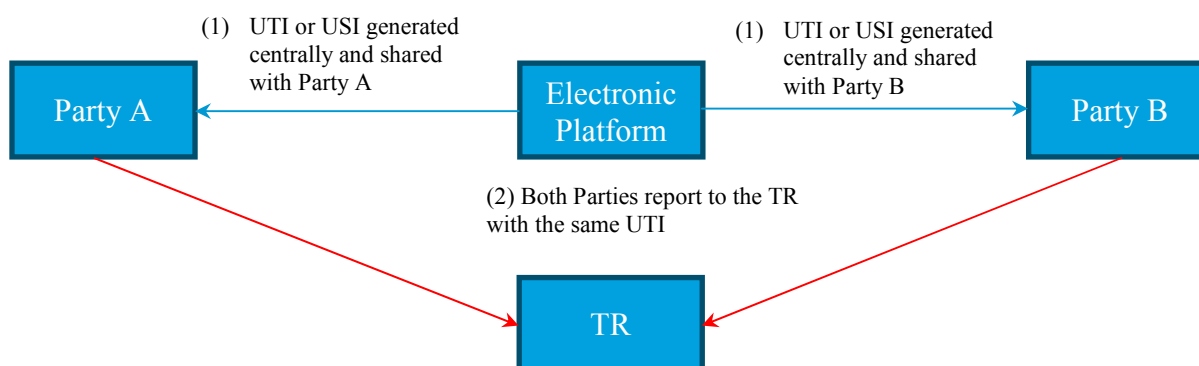 (1) UTI or USI generated
centrally and shared
with Party A
(1) UTI or USI generated
centrally and shared
with Party B
Party A
Electronic
Platform
Party B
(2) Both Parties report to the TR
with the same UTI
TR